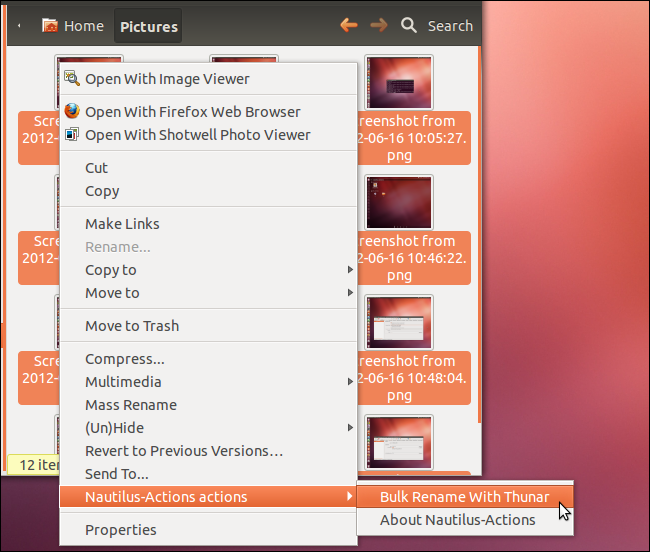 Home Pictures Search
Open With Image Viewer
Open With Firefox Web Browser
Open With Shotwell Photo Viewer
Cut
Copy
Make Links
Rename...
Copy to
Move to
Move to Trash
Compress...
Multimedia
Mass Rename
(Un)Hide
Revert to Previous Versions…
Send To...
Nautilus-Actions actions
Properties
Bulk Rename With Thunar
About Nautilus-Actions
Scre
2012-
reenshot from
2-06-16 10:05:27.
png
Scre
2012-
reenshot from
2-06-16 10:46:22.
png
Scre
2012-
reenshot from
2-06-16 10:48:04.
png
12 iter